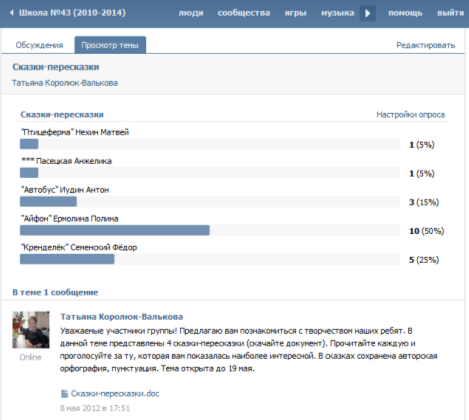 Школа №43 (2010-2014) люди сообщества игры музыка помощь выйти
Обсуждения Просмотр темы Редактировать
Сказки-пересказки
Татьяна Королюк-Валькова
Сказки-пересказки Настройки опроса
"Птицеферма" Нехин Матвей
1 (5%)
*** Пасецкая Анжелика
1 (5%)
"Автобус" Иудин Антон
3 (15%)
"Айфон" Ермолина Полина
10 (50%)
"Кренделёк" Семенский Фёдор
5 (25%)
В теме 1 сообщение
Татьяна Королюк-Валькова
Уважаемые участники группы! Предлагаю вам познакомиться с творчеством наших ребят. В
данной теме представлены 4 сказки-пересказки (скачайте документ). Прочитайте каждую и
проголосуйте за ту, которая вам показалась наиболее интересной. В сказках сохранена авторская
орфография, пунктуация. Тема открыта до 19 мая.
Online
Сказки-пересказки.doc
8 мая 2012 в 17:51